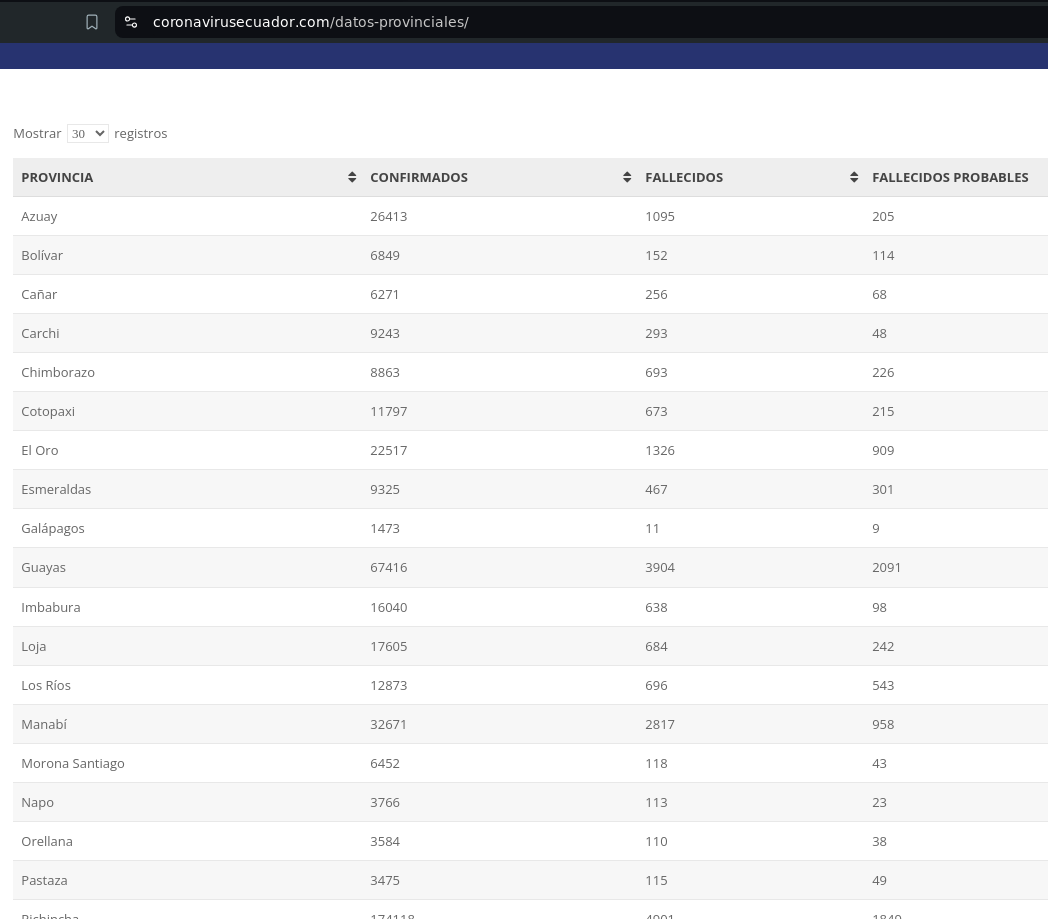 coronavirusecuador.com/datos-provinciales/
Mostrar 30 registros
PROVINCIA CONFIRMADOS FALLECIDOS FALLECIDOS PROBABLES
Azuay 26413 1095 205
Bolívar 6849 152 114
Cañar 6271 256 68
Carchi 9243 293 48
Chimborazo 8863 693 226
Cotopaxi 11797 673 215
El Oro 22517 1326 909
Esmeraldas 9325 467 301
Galápagos 1473 11 9
Guayas 67416 3904 2091
Imbabura 16040 638 98
Loja 17605 684 242
Los Ríos 12873 696 543
Manabí 32671 2817 958
Morona Santiago 6452 118 43
Napo 3766 113 23
Orellana 3584 110 38
Pastaza 3475 115 49
Pichincha